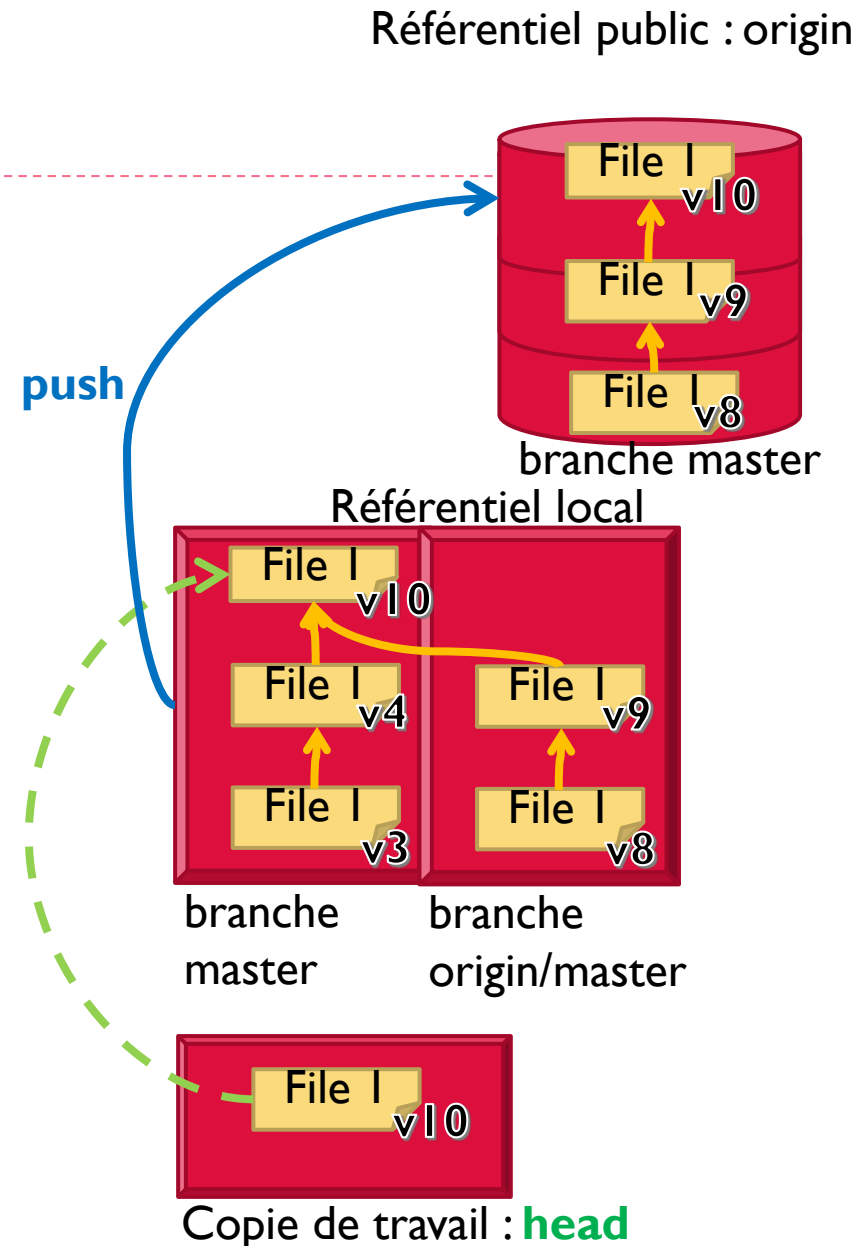 Référentiel public : origin
File 1
v10
File 1
v9
push
File 1
v8
branche master
Référentiel local
File 1
v10
File 1
v4
File 1
v9
File 1
v3
File 1
v8
branche
master
branche
origin/master
File 1
v10
Copie de travail : head